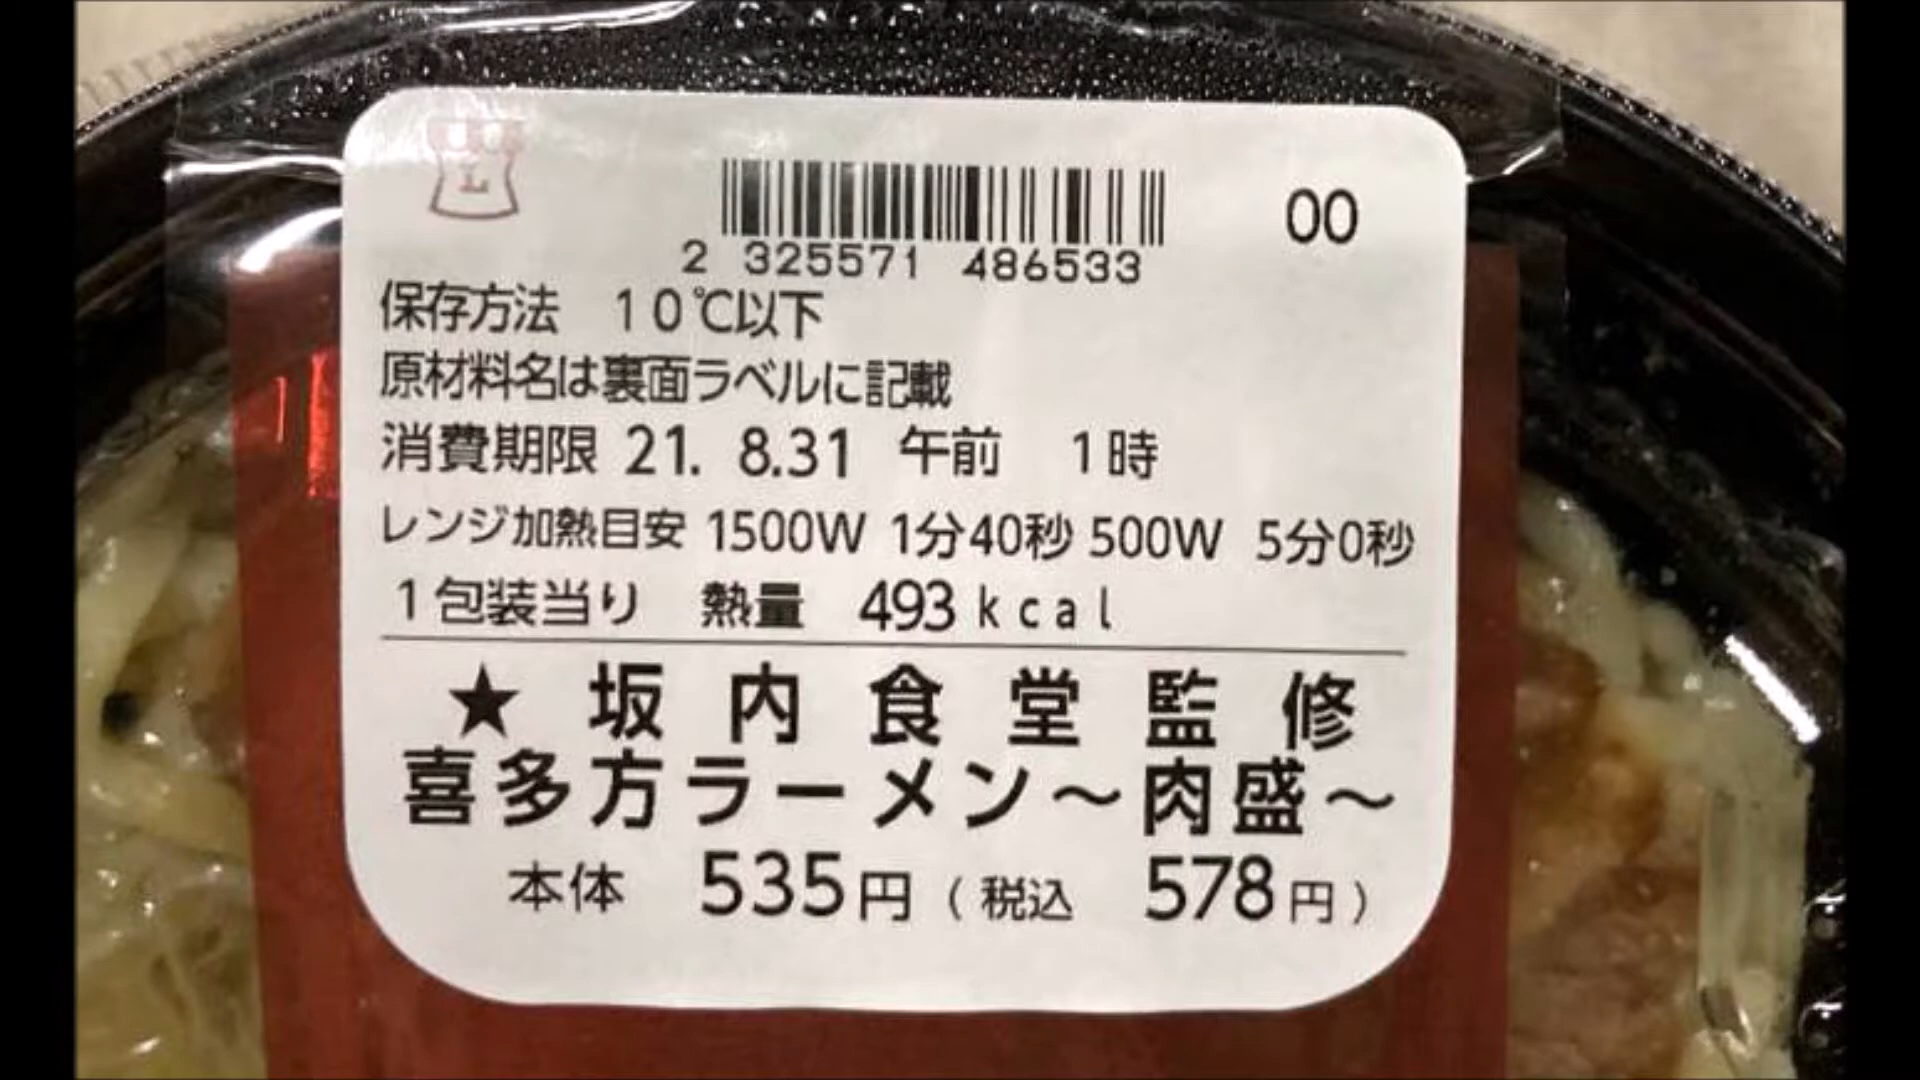 L
00
2 325571 486533
保存方法 10℃以下
原材料名は裏面ラベルに記載
消費期限 21. 8.31 午前 1時
レンジ加熱目安 1500W 1分40秒 500W 5分0秒
1包装当り 熱量 493kcal
★坂内食堂監修
喜多方ラーメン〜肉盛〜
本体 535円(税込 578円)